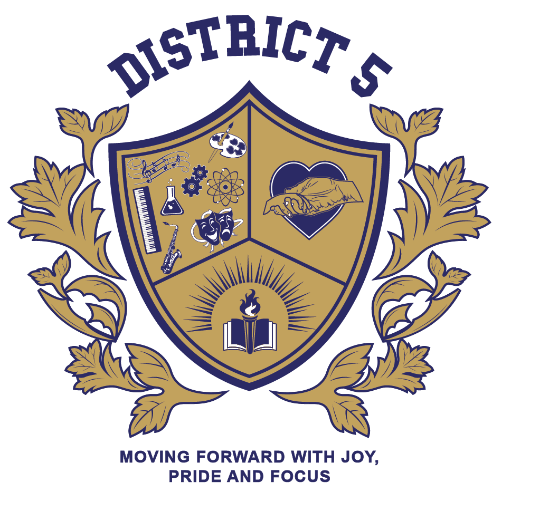 DISTRICT 5
MOVING FORWARD WITH JOY,
PRIDE AND FOCUS